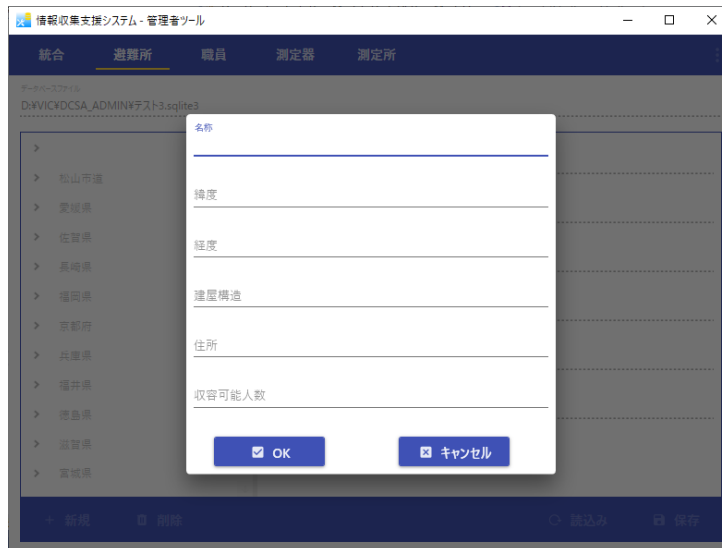 情報収集支援システム - 管理者ツール
統合 避難所 職員 測定器 測定所
データベースファイル
D:¥VIC¥DCSA_ADMIN¥テスト3.sqlite3
松山市道
愛媛県
佐賀県
長崎県
福岡県
京都府
兵庫県
福井県
徳島県
滋賀県
宮城県
名称
緯度
経度
建屋構造
住所
収容可能人数
OK キャンセル
新規 削除 読込み 保存